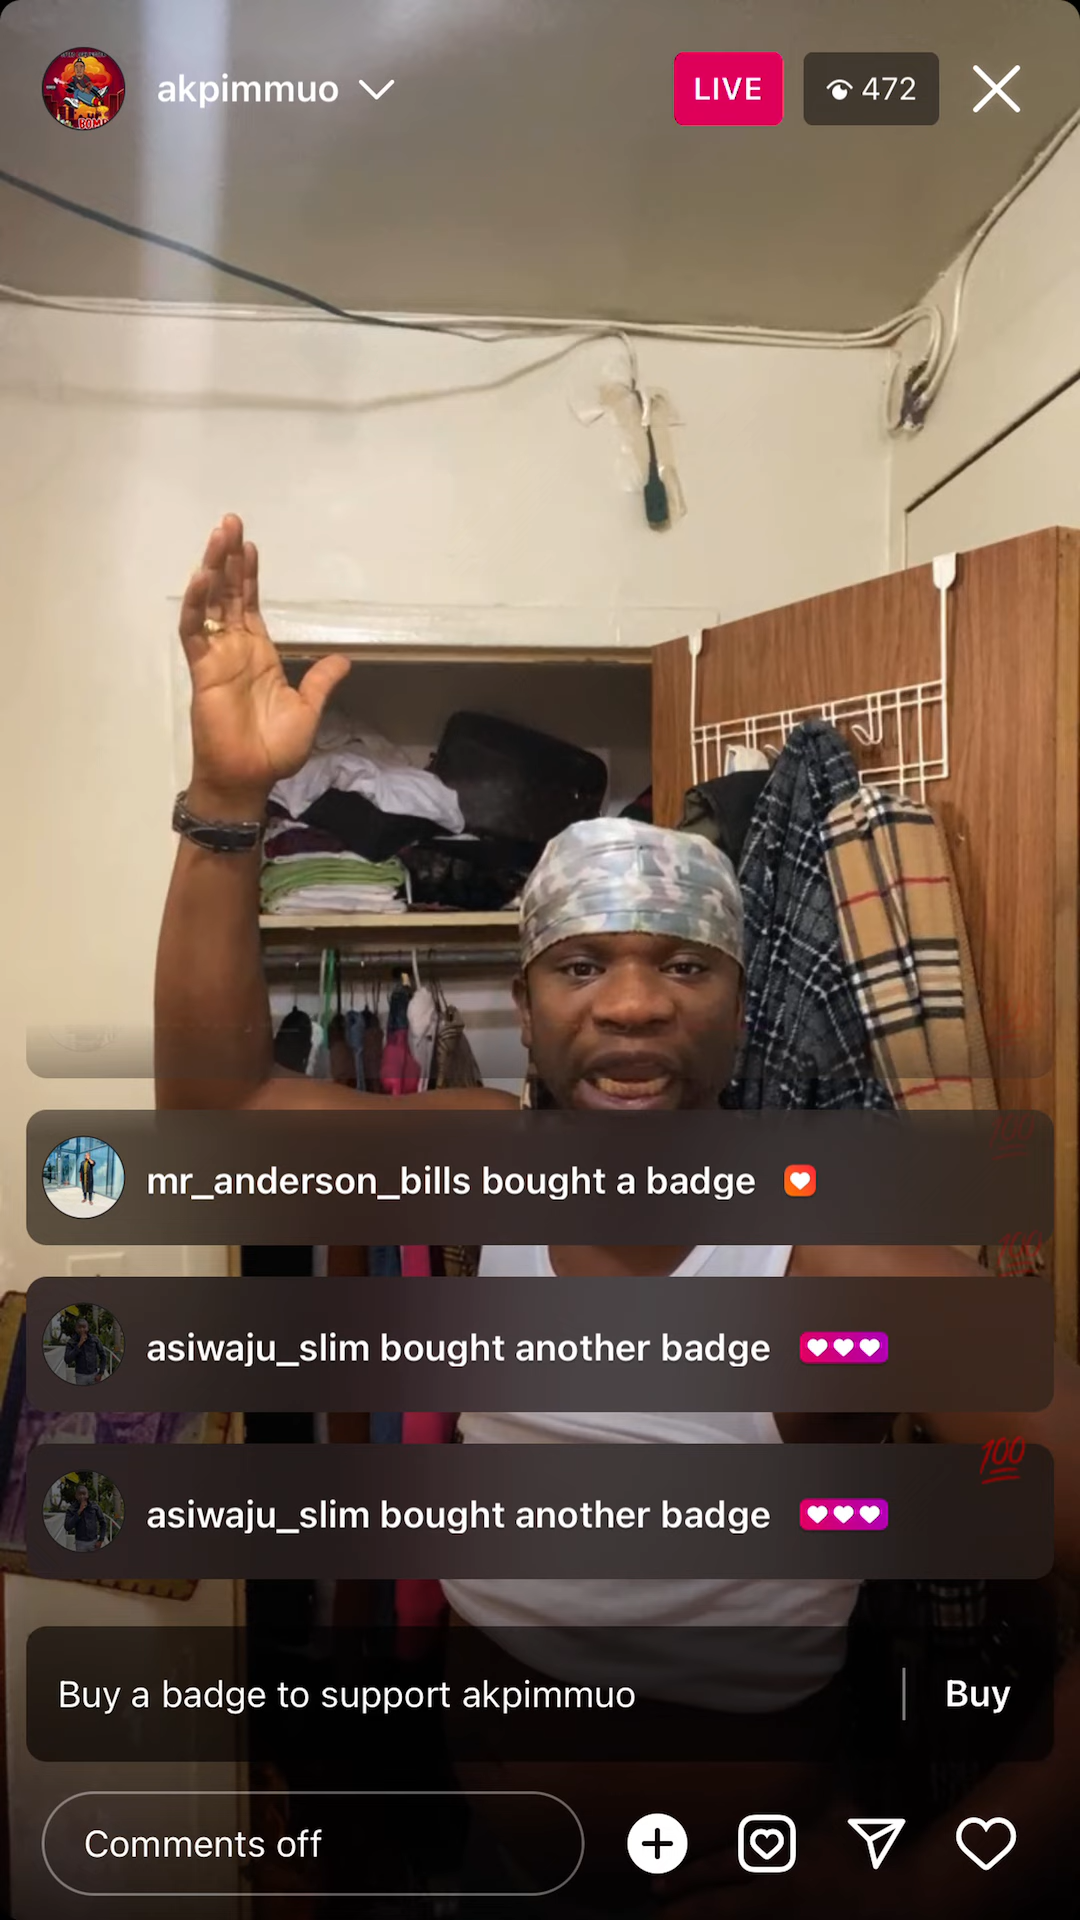 akpimmuo
LIVE
472
mr_anderson_bills bought a badge
asiwaju_slim bought another badge
100
asiwaju_slim bought another badge
Buy a badge to support akpimmuo
Buy
Comments off